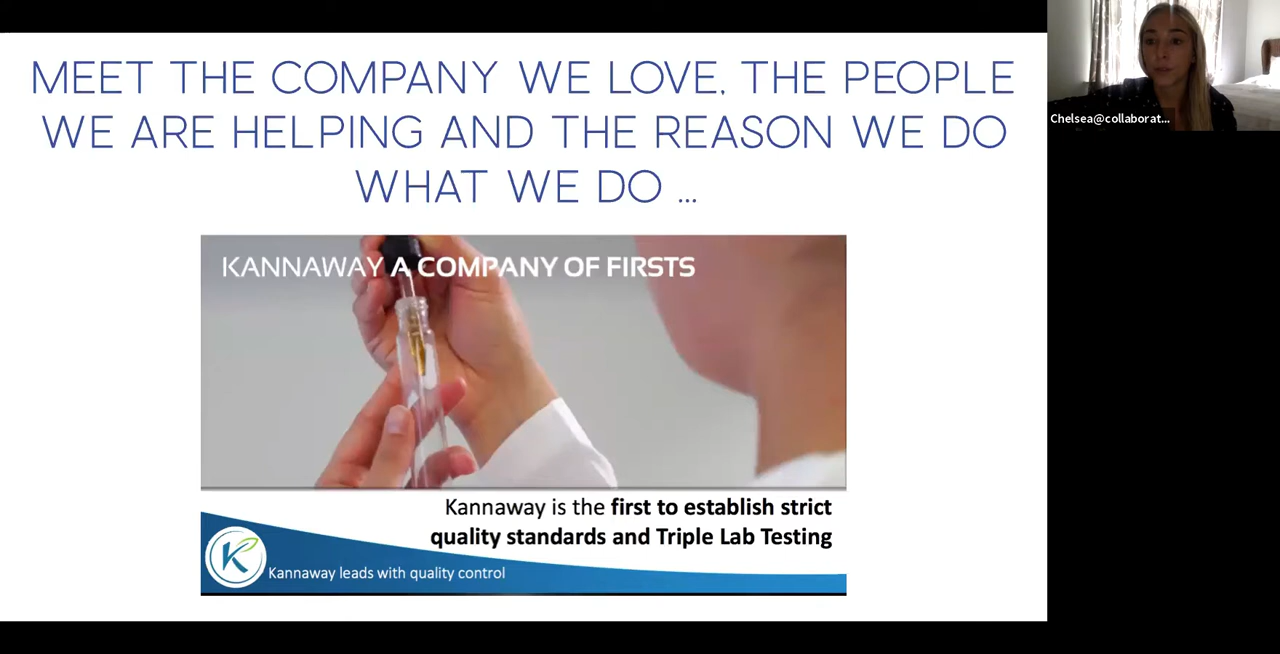 MEET THE COMPANY WE LOVE, THE PEOPLE
WE ARE HELPING AND THE REASON WE DO
WHAT WE DO ...
Chelsea@collaborat...
KANNAWAY A COMPANY OF FIRSTS
Kannaway is the first to establish strict
quality standards and Triple Lab Testing
K
Kannaway leads with quality control